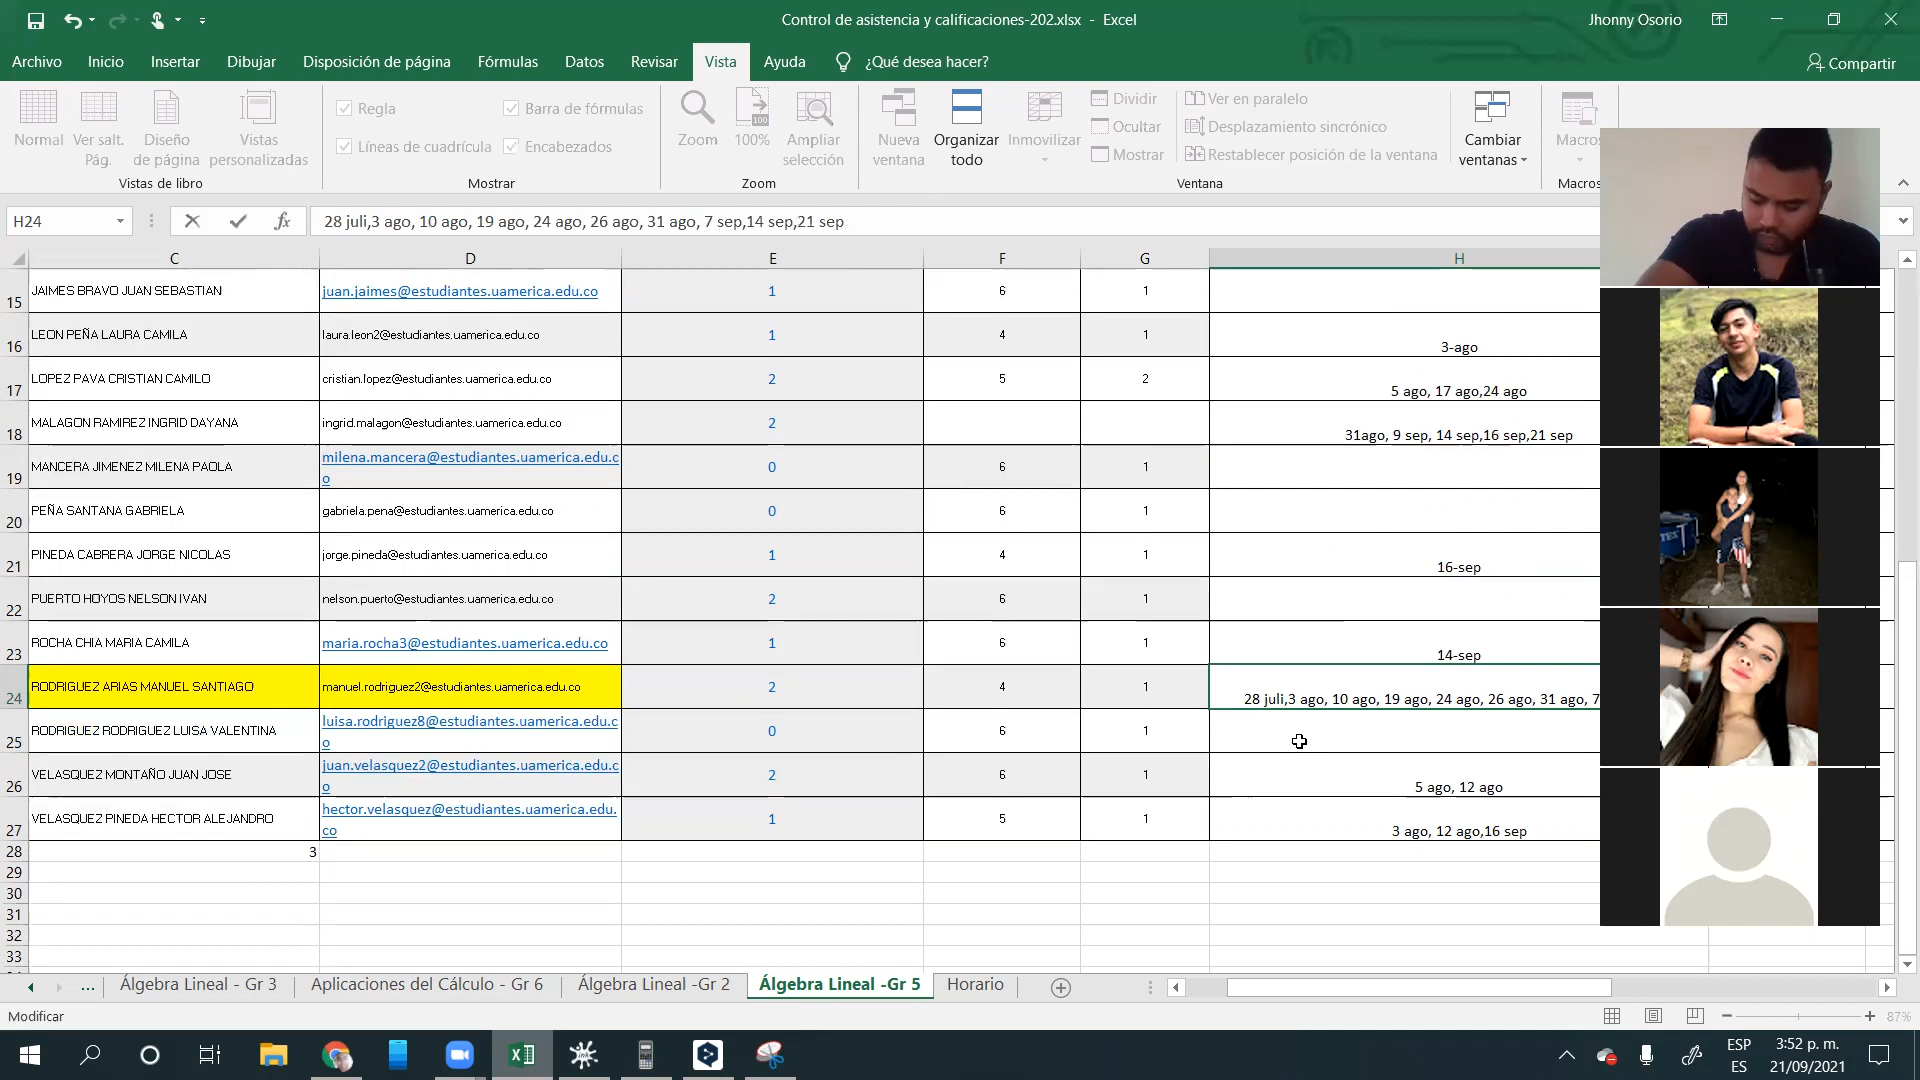 Control de asistencia y calificaciones-202.xlsx - Excel
Jhonny Osorio
Archivo Inicio Insertar Dibujar Disposición de página Fórmulas Datos Revisar Vista Ayuda ¿Qué desea hacer? Compartir
Normal
Ver salt. Pág.
Diseño de página
Vistas personalizadas
Vistas de libro
Regla
Barra de fórmulas
Líneas de cuadrícula
Encabezados
Mostrar
Zoom
100%
100
Ampliar selección
Zoom
Nueva ventana
Organizar todo
Inmovilizar
Dividir
Ocultar
Mostrar
Ver en paralelo
Desplazamiento sincrónico
Restablecer posición de la ventana
Cambiar ventanas
Ventana
Macros
Macros
H24 fx 28 juli,3 ago, 10 ago, 19 ago, 24 ago, 26 ago, 31 ago, 7 sep,14 sep,21 sep
C D E F G H
15 JAIMES BRAVO JUAN SEBASTIAN juan.jaimes@estudiantes.uamerica.edu.co 1 6 1
16 LEON PEÑA LAURA CAMILA laura.leon2@estudiantes.uamerica.edu.co 1 4 1 3-ago
17 LOPEZ PAVA CRISTIAN CAMILO cristian.lopez@estudiantes.uamerica.edu.co 2 5 2 5 ago, 17 ago,24 ago
18 MALAGON RAMIREZ INGRID DAYANA ingrid.malagon@estudiantes.uamerica.edu.co 2 31ago, 9 sep, 14 sep,16 sep,21 sep
19 MANCERA JIMENEZ MILENA PAOLA milena.mancera@estudiantes.uamerica.edu.co 0 6 1
20 PEÑA SANTANA GABRIELA gabriela.pena@estudiantes.uamerica.edu.co 0 6 1
21 PINEDA CABRERA JORGE NICOLAS jorge.pineda@estudiantes.uamerica.edu.co 1 4 1 16-sep
22 PUERTO HOYOS NELSON IVAN nelson.puerto@estudiantes.uamerica.edu.co 2 6 1
23 ROCHA CHIA MARIA CAMILA maria.rocha3@estudiantes.uamerica.edu.co 1 6 1 14-sep
24 RODRIGUEZ ARIAS MANUEL SANTIAGO manuel.rodriguez2@estudiantes.uamerica.edu.co 2 4 1 28 juli,3 ago, 10 ago, 19 ago, 24 ago, 26 ago, 31 ago, 7
25 RODRIGUEZ RODRIGUEZ LUISA VALENTINA luisa.rodriguez8@estudiantes.uamerica.edu.co 0 6 1
26 VELASQUEZ MONTAÑO JUAN JOSE juan.velasquez2@estudiantes.uamerica.edu.co 2 6 1 5 ago, 12 ago
27 VELASQUEZ PINEDA HECTOR ALEJANDRO hector.velasquez@estudiantes.uamerica.edu.co 1 5 1 3 ago, 12 ago,16 sep
28 3
29
30
31
32
33
... Álgebra Lineal - Gr 3 Aplicaciones del Cálculo - Gr 6 Álgebra Lineal -Gr 2 Álgebra Lineal -Gr 5 Horario
Modificar
87%
ESP
ES
3:52 p. m.
21/09/2021